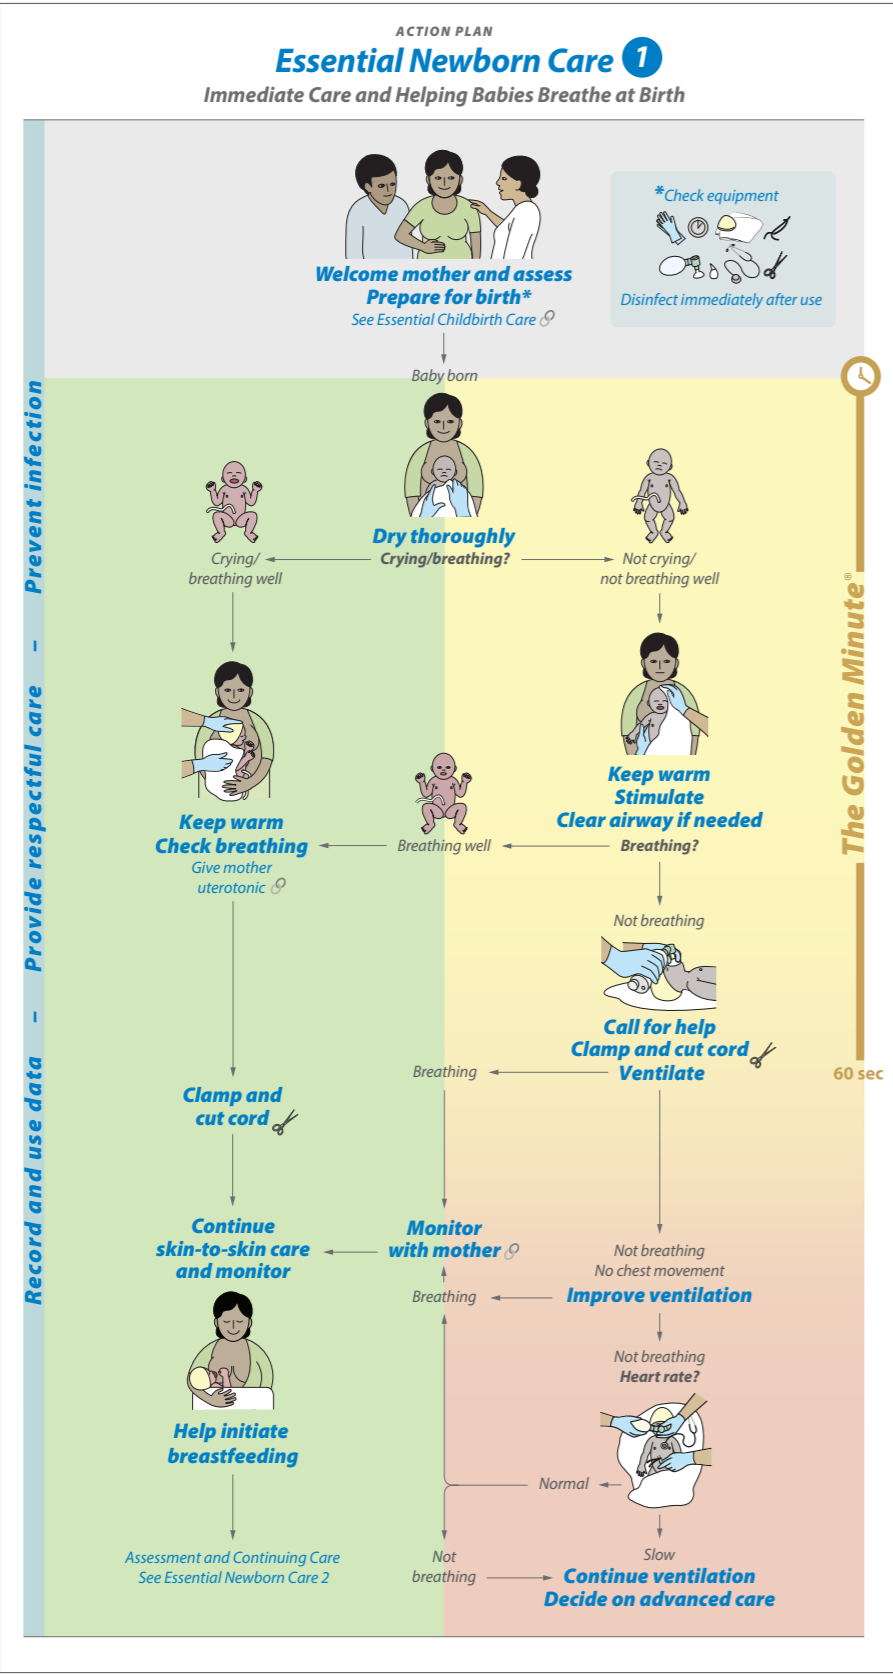 ACTION PLAN
Essential Newborn Care 1
Immediate Care and Helping Babies Breathe at Birth
*Check equipment
Disinfect immediately after use
Welcome mother and assess
Prepare for birth*
See Essential Childbirth Care
Baby born
Dry thoroughly
Crying/breathing?
Crying/
breathing well
Not crying/
not breathing well
Keep warm
Stimulate
Clear airway if needed
Breathing?
Breathing well
Keep warm
Check breathing
Give mother
uterotonic
Not breathing
Call for help
Clamp and cut cord
Ventilate
Breathing
Clamp and
cut cord
Continue
skin-to-skin care
and monitor
Monitor
with mother
Not breathing
No chest movement
Improve ventilation
Breathing
Not breathing
Heart rate?
Help initiate
breastfeeding
Normal
Slow
Continue ventilation
Decide on advanced care
Not
breathing
Assessment and Continuing Care
See Essential Newborn Care 2
The Golden Minute®
60 sec
Record and use data – Provide respectful care – Prevent infection